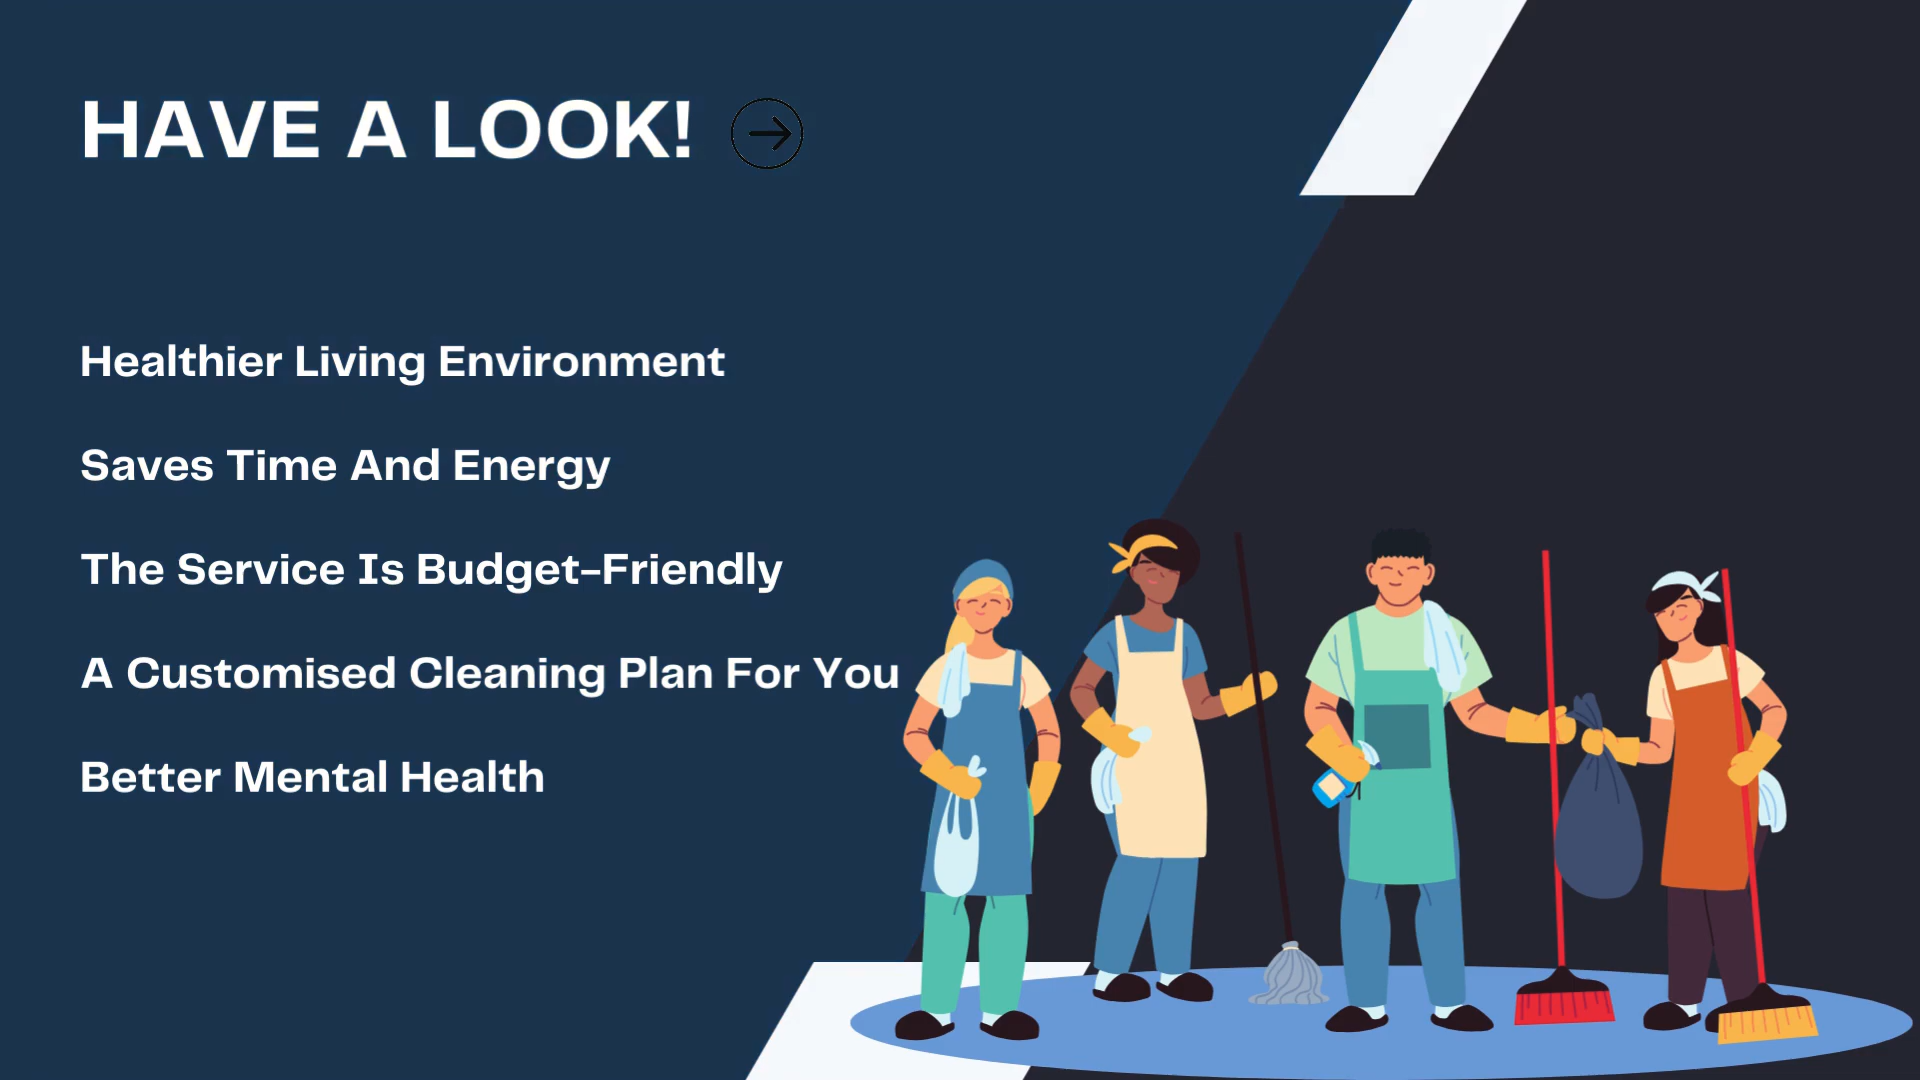 HAVE A LOOK!
Healthier Living Environment
Saves Time And Energy
The Service Is Budget-Friendly
A Customised Cleaning Plan For You
Better Mental Health